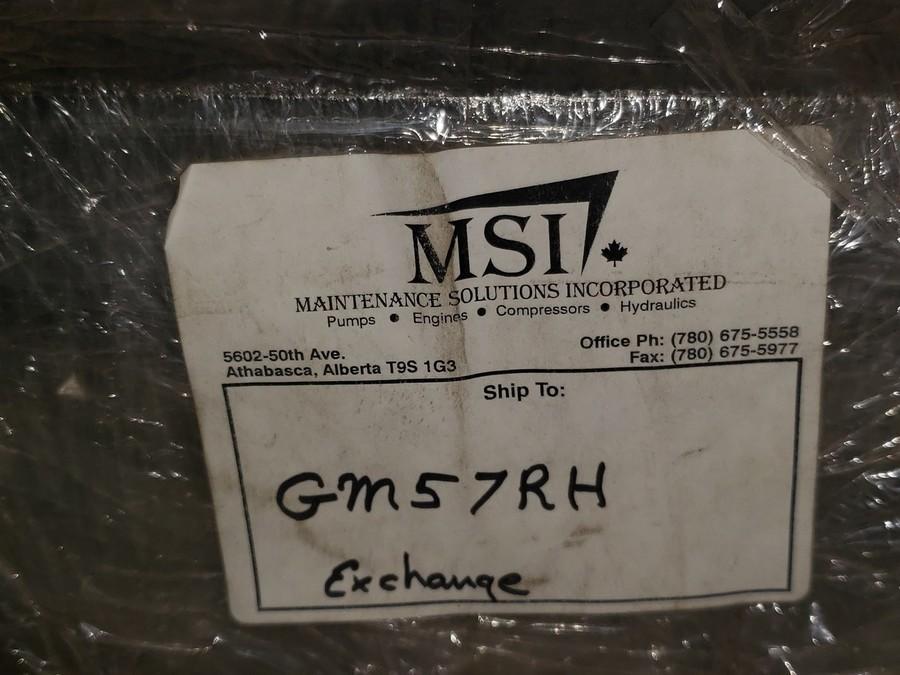 MSI
MAINTENANCE SOLUTIONS INCORPORATED
Pumps • Engines • Compressors • Hydraulics
5602-50th Ave.
Athabasca, Alberta T9S 1G3
Office Ph: (780) 675-5558
Fax: (780) 675-5977
Ship To:
GM57RH
Exchange